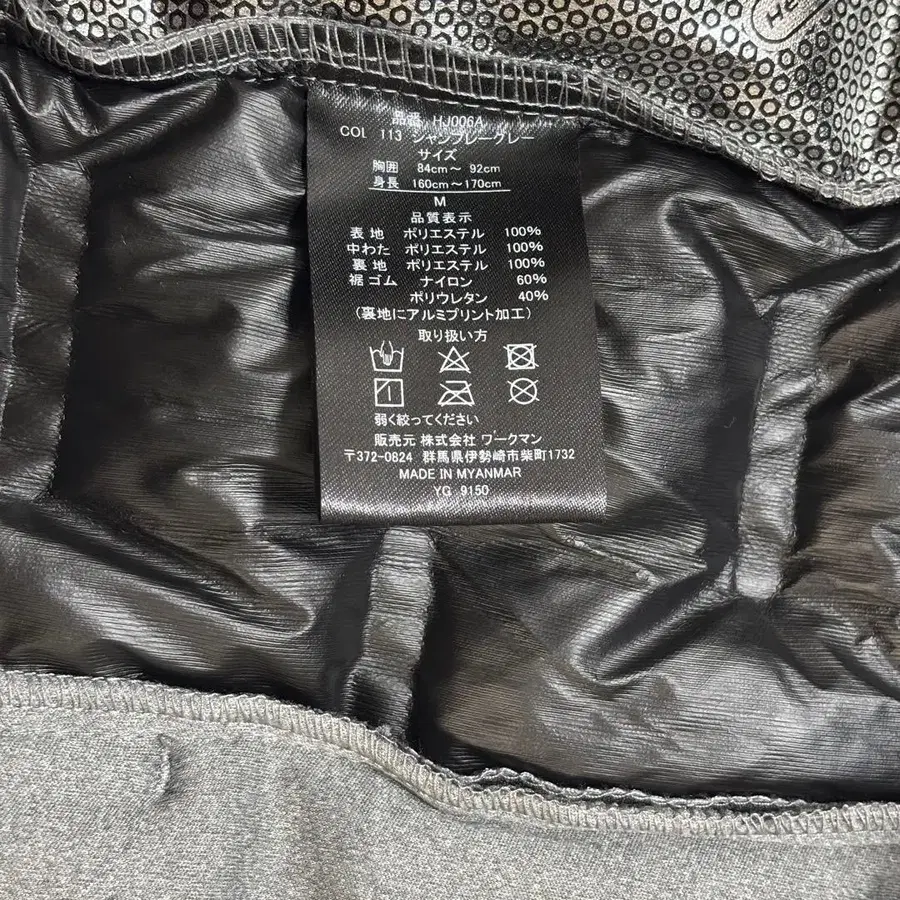 品番 HJ006A
COL 113 シャンブレーグレー
サイズ
胸囲 84cm～ 92cm
身長 160cm～170cm
M
品質表示
表地 ポリエステル 100%
中わた ポリエステル 100%
裏地 ポリエステル 100%
裾ゴム ナイロン 60%
ポリウレタン 40%
(裏地にアルミプリント加工)
取り扱い方
弱く絞ってください
販売元 株式会社 ワークマン
〒372-0824 群馬県伊勢崎市柴町1732
MADE IN MYANMAR
YG 9150